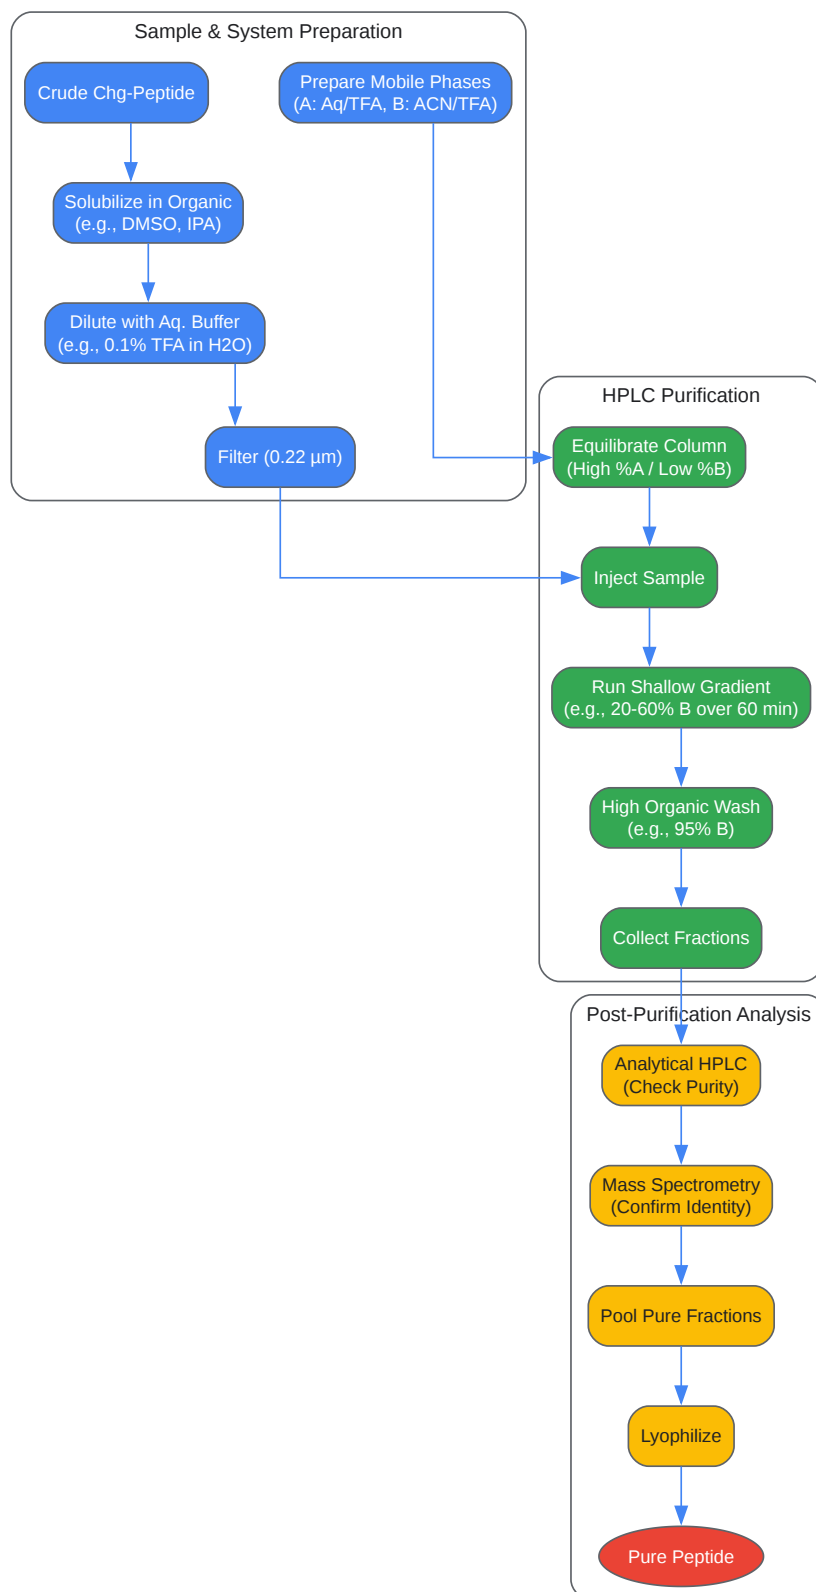 Sample & System Preparation
Crude Chg-Peptide
Prepare Mobile Phases
(A: Aq/TFA, B: ACN/TFA)
Solubilize in Organic
(e.g., DMSO, IPA)
Dilute with Aq. Buffer
(e.g., 0.1% TFA in H2O)
Filter (0.22 µm)
HPLC Purification
Equilibrate Column
(High %A / Low %B)
Inject Sample
Run Shallow Gradient
(e.g., 20-60% B over 60 min)
High Organic Wash
(e.g., 95% B)
Collect Fractions
Post-Purification Analysis
Analytical HPLC
(Check Purity)
Mass Spectrometry
(Confirm Identity)
Pool Pure Fractions
Lyophilize
Pure Peptide